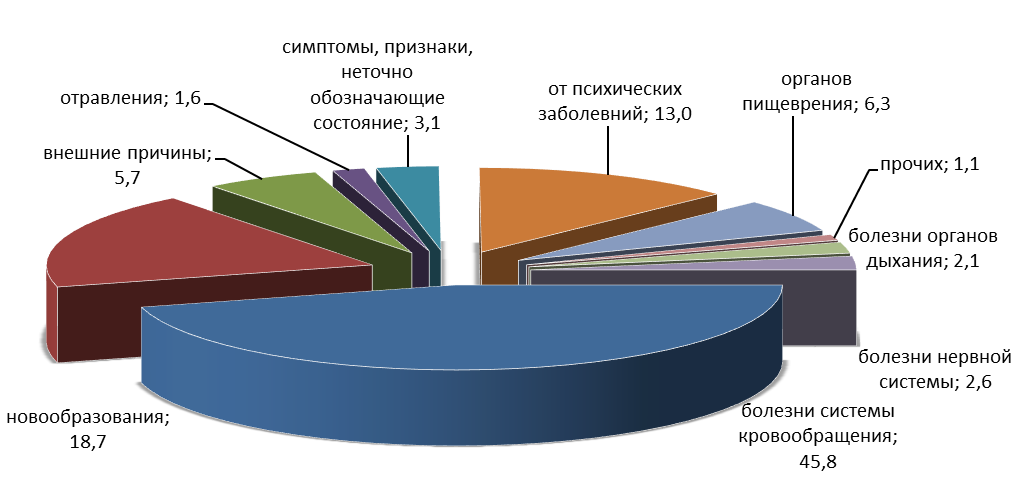 симптомы, признаки,
неточно
обозначающие
состояние; 3,1
отравления; 1,6
внешние причины;
5,7
от психических
заболевний; 13,0
органов
пищеврения; 6,3
прочих; 1,1
болезни органов
дыхания; 2,1
болезни нервной
системы; 2,6
болезни системы
кровообращения;
45,8
новообразования;
18,7